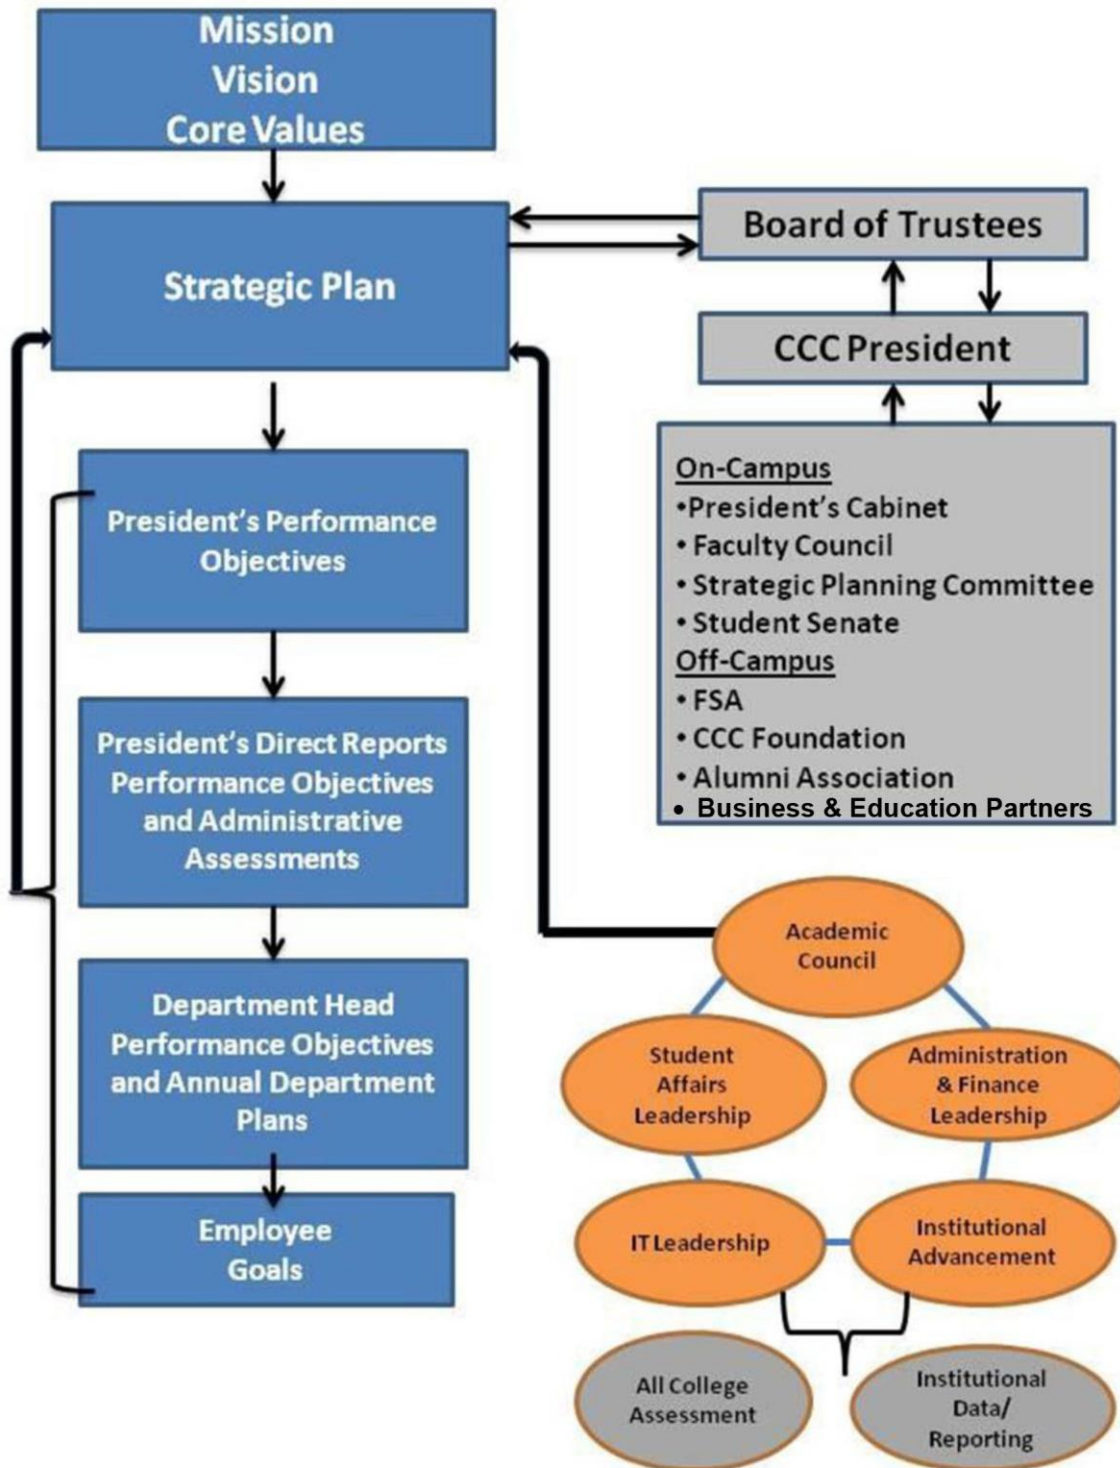 Mission
Vision
Core Values
Strategic Plan
Board of Trustees
CCC President
On-Campus
•President's Cabinet
• Faculty Council
• Strategic Planning Committee
• Student Senate
Off-Campus
• FSA
• CCC Foundation
• Alumni Association
• Business & Education Partners
President's Performance
Objectives
President's Direct Reports
Performance Objectives
and Administrative
Assessments
Department Head
Performance Objectives
and Annual Department
Plans
Employee
Goals
Academic
Council
Student
Affairs
Leadership
Administration
& Finance
Leadership
IT Leadership
Institutional
Advancement
All College
Assessment
Institutional
Data/
Reporting